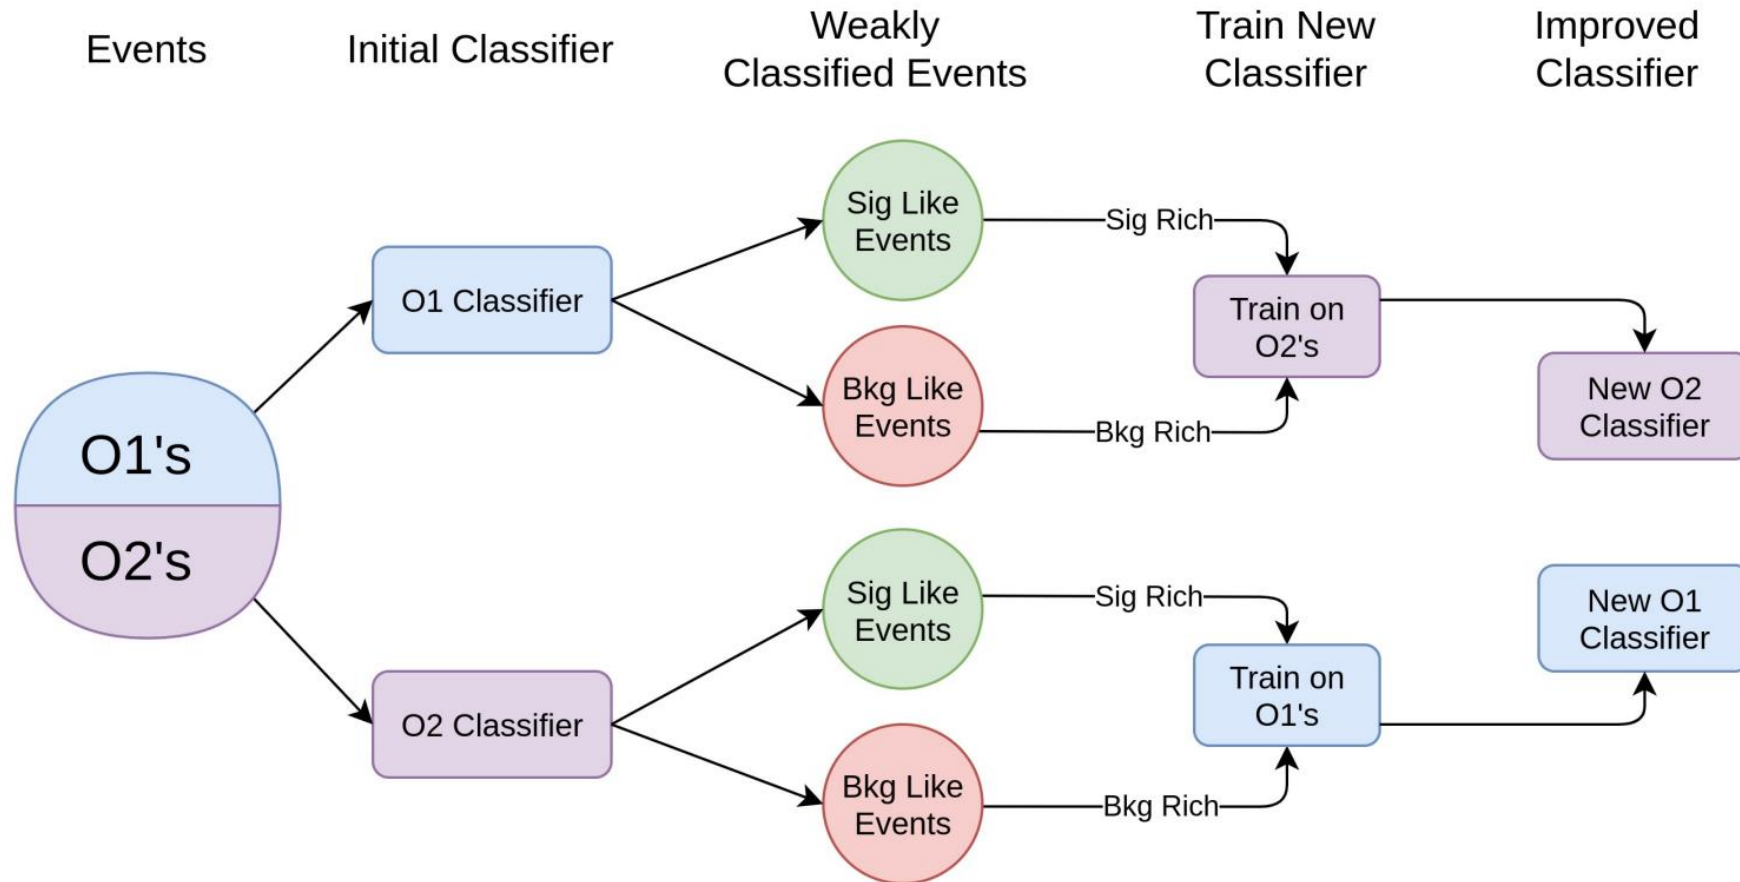 Events
Initial Classifier
Weakly
Classified Events
Train New
Classifier
Improved
Classifier
O1's
O2's
O1 Classifier
Sig Like
Events
Bkg Like
Events
Sig Rich
Bkg Rich
Train on
O2's
New O2
Classifier
O2 Classifier
Sig Like
Events
Bkg Like
Events
Sig Rich
Bkg Rich
Train on
O1's
New O1
Classifier